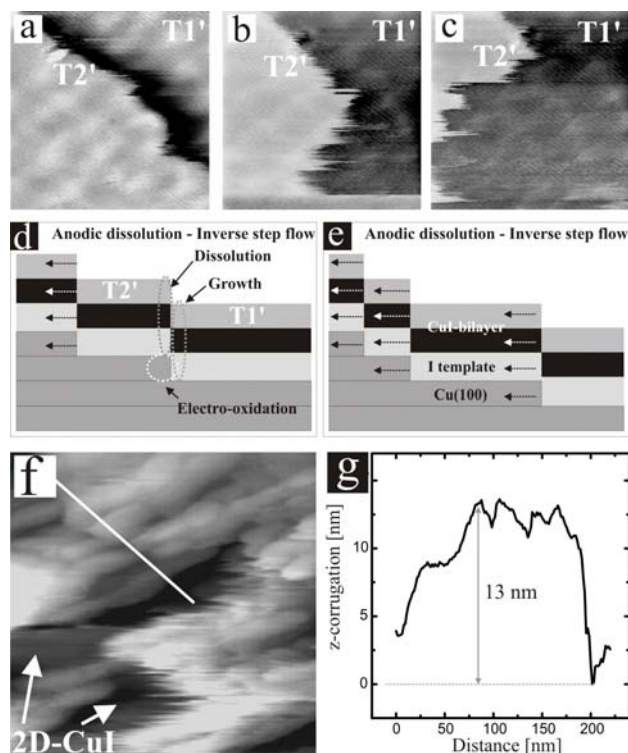 a
T1'
T2'
b
T1'
T2'
c
T1'
T2'
d
Anodic dissolution - Inverse step flow
Dissolution
T2'
Growth
T1'
Electro-oxidation
e
Anodic dissolution - Inverse step flow
CuI-bilayer
I template
Cu(100)
f
2D-CuI
g
z-corrugation [nm]
10
5
0
13 nm
0 50 100 150 200
Distance [nm]